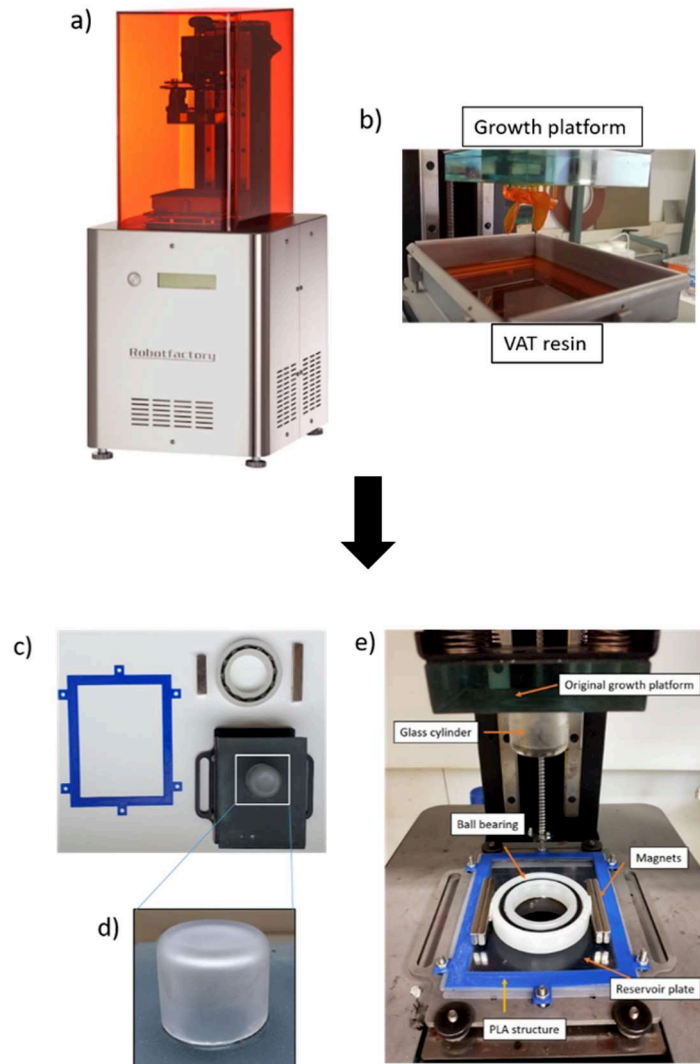 a)
b)
Growth platform
Robotfactory
VAT resin
c)
e)
Original growth platform
Glass cylinder
Ball bearing
Magnets
d)
Reservoir plate
PLA structure